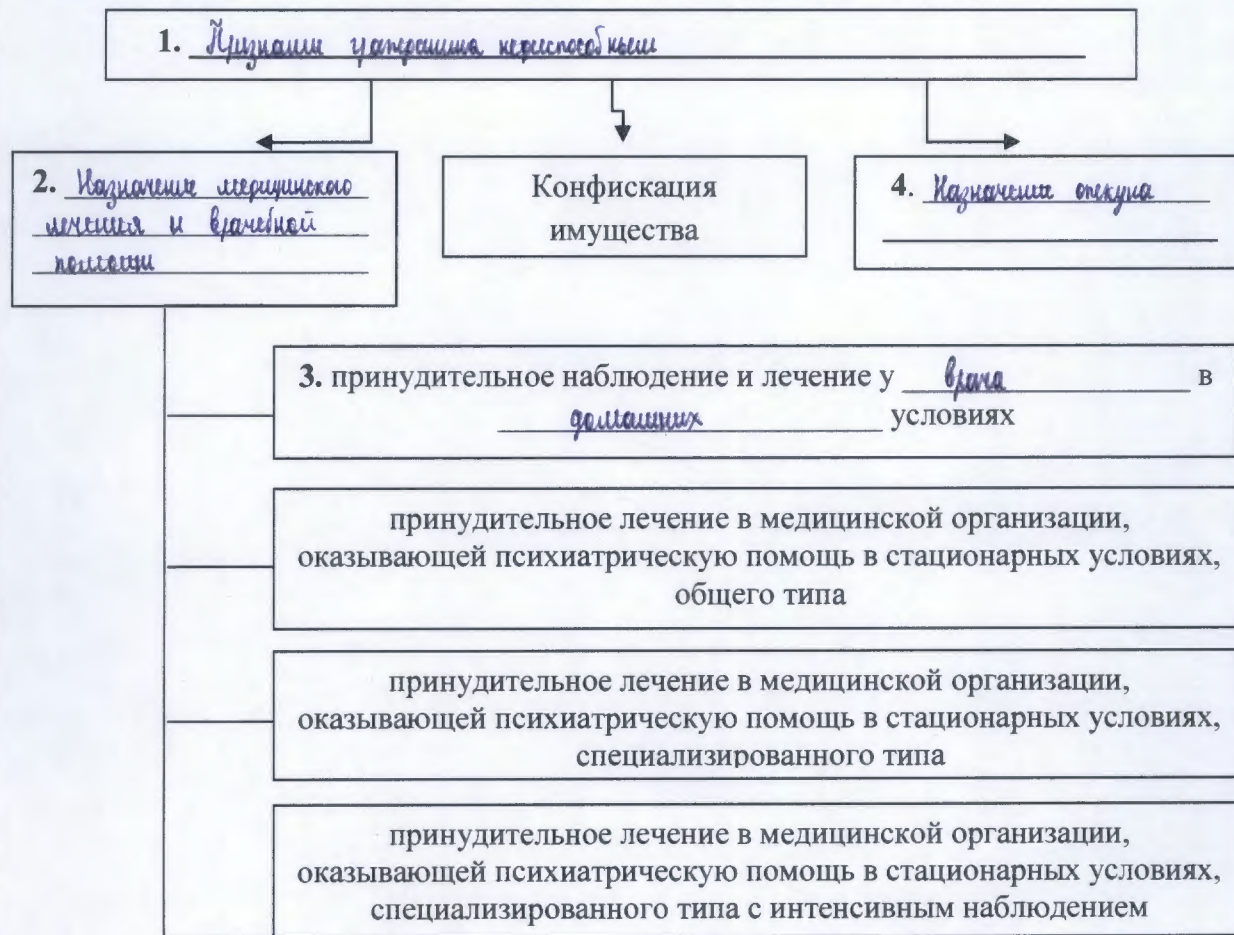 1. Признание гражданина недееспособным
2. Назначение медицинского
лечения и врачебной
помощи
Конфискация
имущества
4. Назначение опекуна
3. принудительное наблюдение и лечение у врача в
домашних условиях
принудительное лечение в медицинской организации,
оказывающей психиатрическую помощь в стационарных условиях,
общего типа
принудительное лечение в медицинской организации,
оказывающей психиатрическую помощь в стационарных условиях,
специализированного типа
принудительное лечение в медицинской организации,
оказывающей психиатрическую помощь в стационарных условиях,
специализированного типа с интенсивным наблюдением